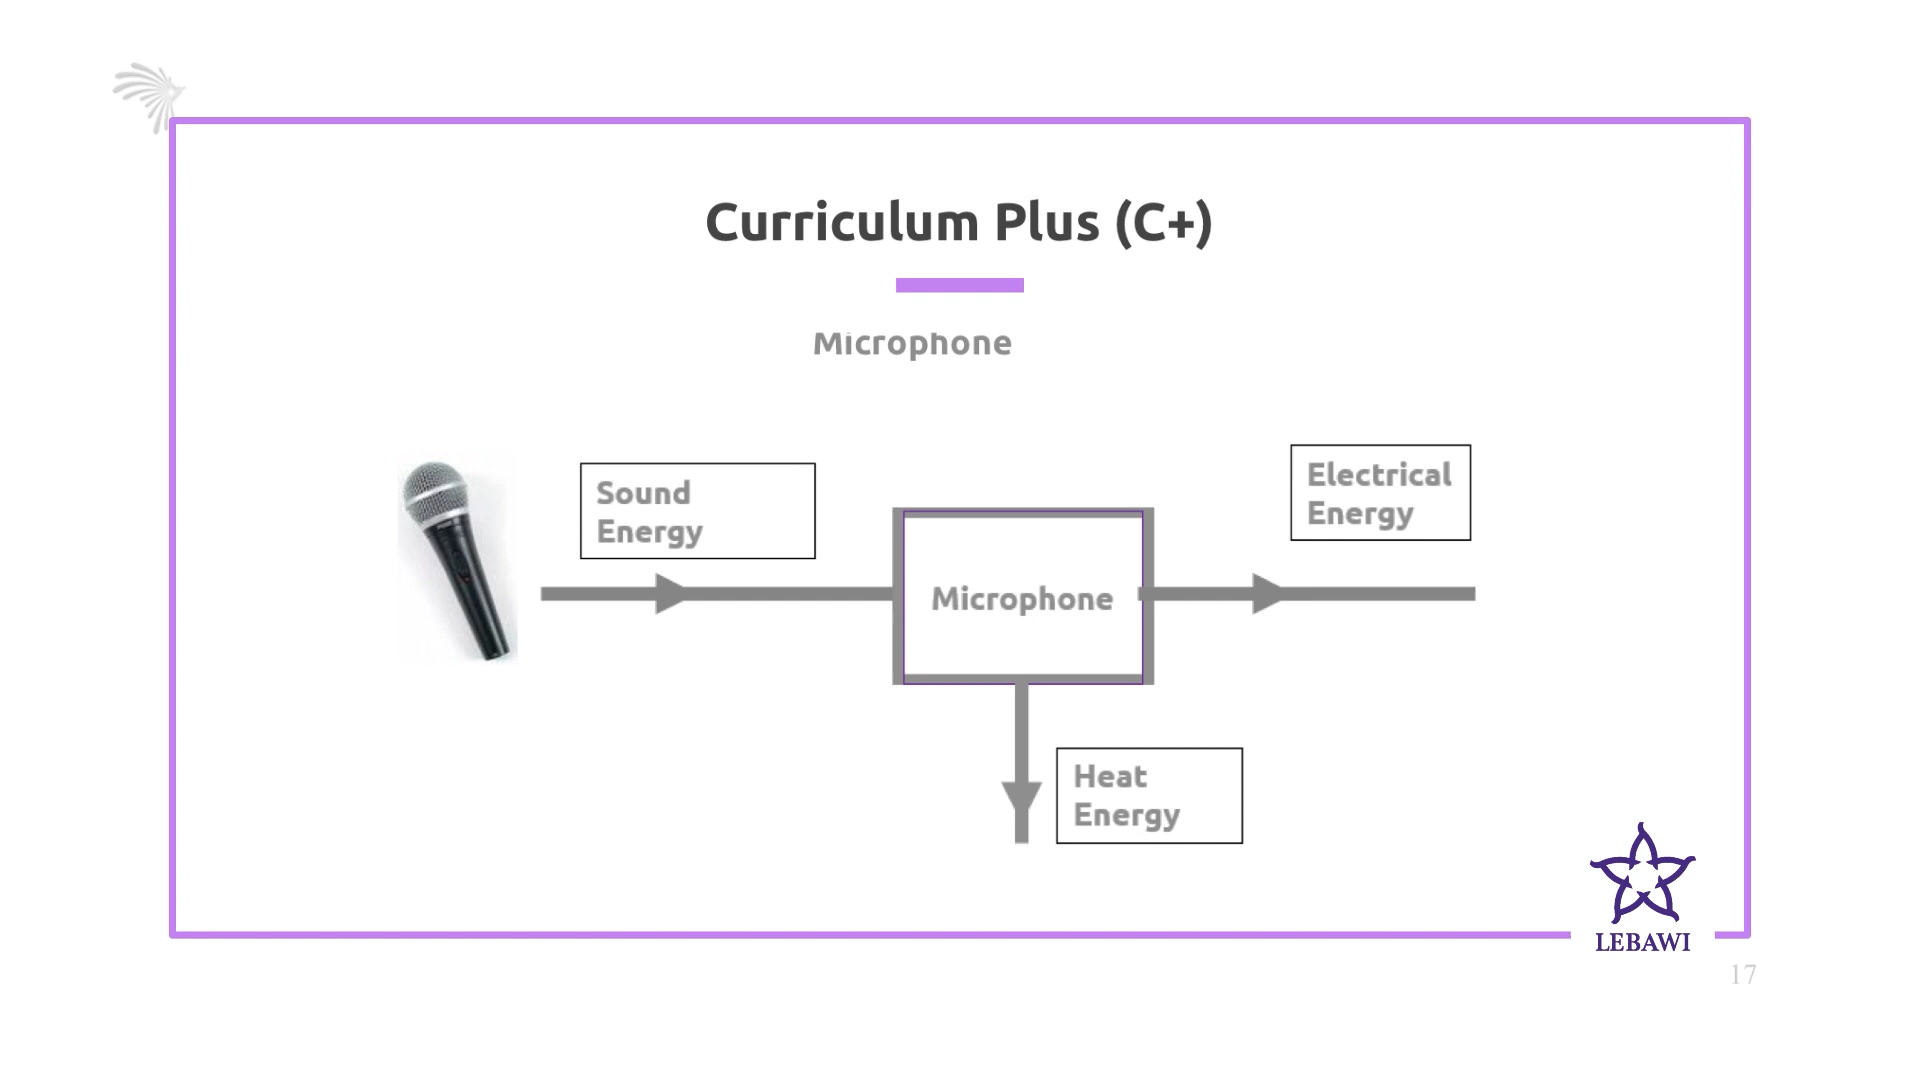 Curriculum Plus (C+)
Microphone
Sound
Energy
Electrical
Energy
Microphone
Heat
Energy
LEBAWI
17